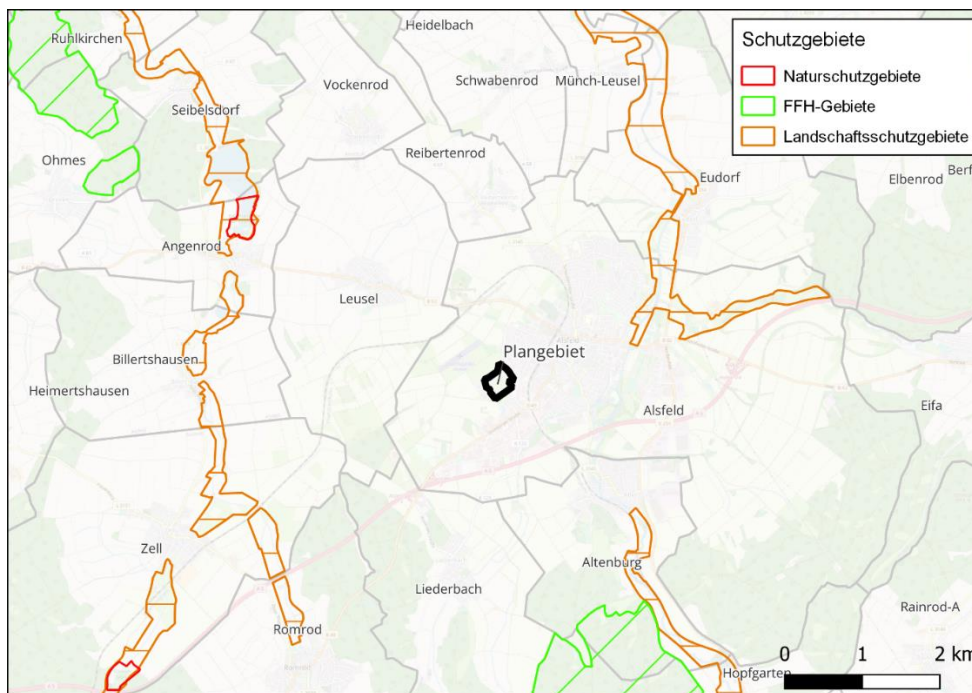 Heidelbach
Ruhlkirchen
Schutzgebiete
Vockenrod
Schwabenrod
Münch-Leusel
Naturschutzgebiete
FFH-Gebiete
Landschaftsschutzgebiete
Seibelsdorf
Ohmes
Reibertenrod
Eudorf
Elbenrod
Berf
Angenrod
Leusel
Plangebiet
Billertshausen
Heimertshausen
Alsfeld
Eifa
Zell
Altenburg
Liederbach
Rainrod-A
Romrod
Hopfgarten
0 1 2 km